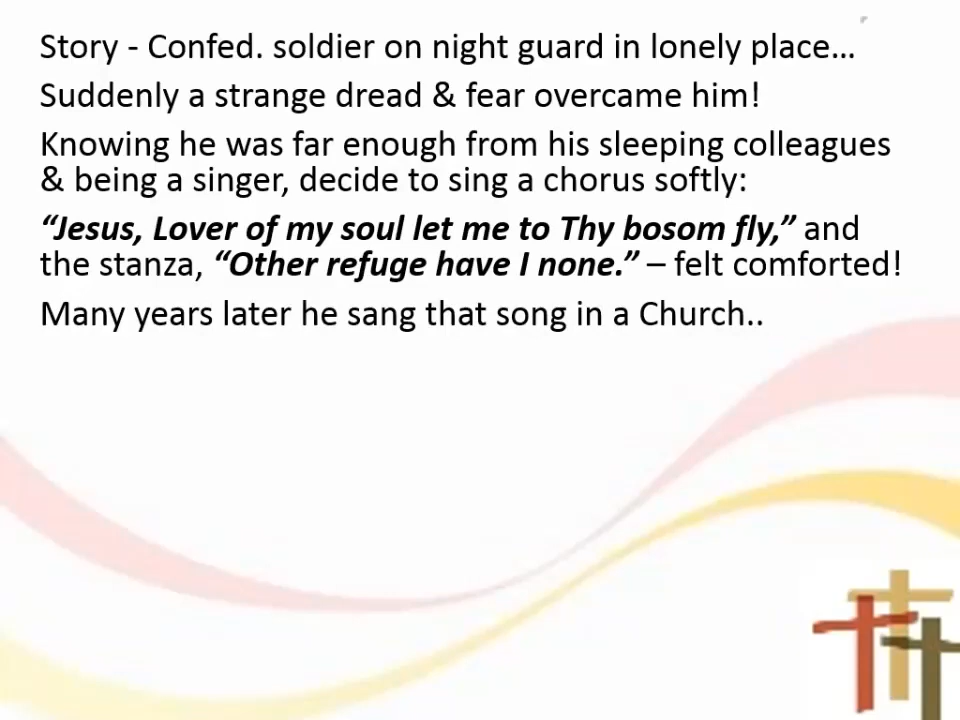 Story - Confed. soldier on night guard in lonely place…
Suddenly a strange dread & fear overcame him!
Knowing he was far enough from his sleeping colleagues
& being a singer, decide to sing a chorus softly:
“Jesus, Lover of my soul let me to Thy bosom fly,” and
the stanza, “Other refuge have I none.” – felt comforted!
Many years later he sang that song in a Church..